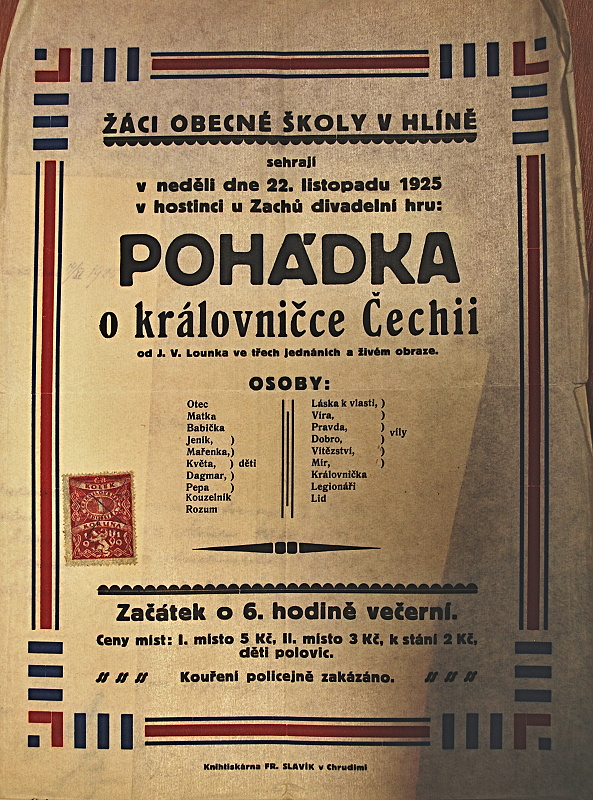 ŽÁCI OBECNÉ ŠKOLY V HLÍNĚ
sehrají
v neděli dne 22. listopadu 1925
v hostinci u Zachů divadelní hru:
POHÁDKA
o královničce Čechii
od J. V. Lounka ve třech jednáních a živém obraze.
OSOBY:
Otec
Matka
Babička
Jeník, )
Mařenka, )
Květa, ) děti
Dagmar, )
Pepa )
Kouzelník
Rozum
Láska k vlasti, )
Víra, )
Pravda, )
Dobro, ) víly
Vítězství, )
Mír, )
Královnička
Legionáři
Lid
KOLEK
1
KORUNA
Začátek o 6. hodině večerní.
Ceny míst: I. místo 5 Kč, II. místo 3 Kč, k stání 2 Kč,
děti polovic.
Kouření policejně zakázáno.
Knihtiskárna FR. SLAVÍK v Chrudimi